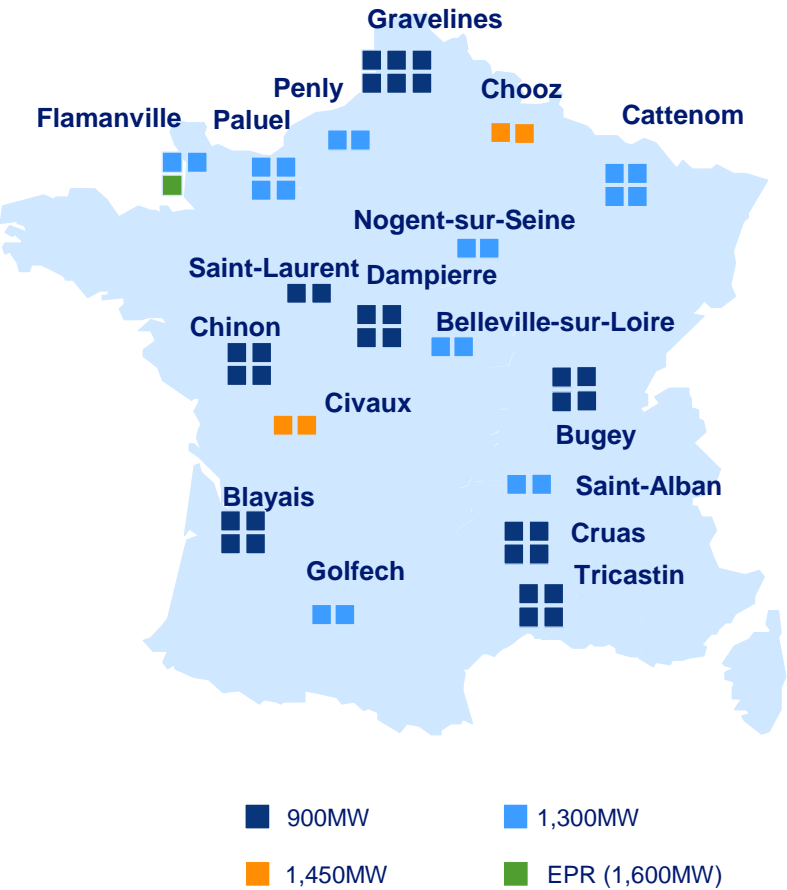 Gravelines
Penly
Chooz
Flamanville
Paluel
Cattenom
Nogent-sur-Seine
Saint-Laurent
Dampierre
Chinon
Belleville-sur-Loire
Civaux
Bugey
Saint-Alban
Blayais
Cruas
Golfech
Tricastin
900MW
1,300MW
1,450MW
EPR (1,600MW)